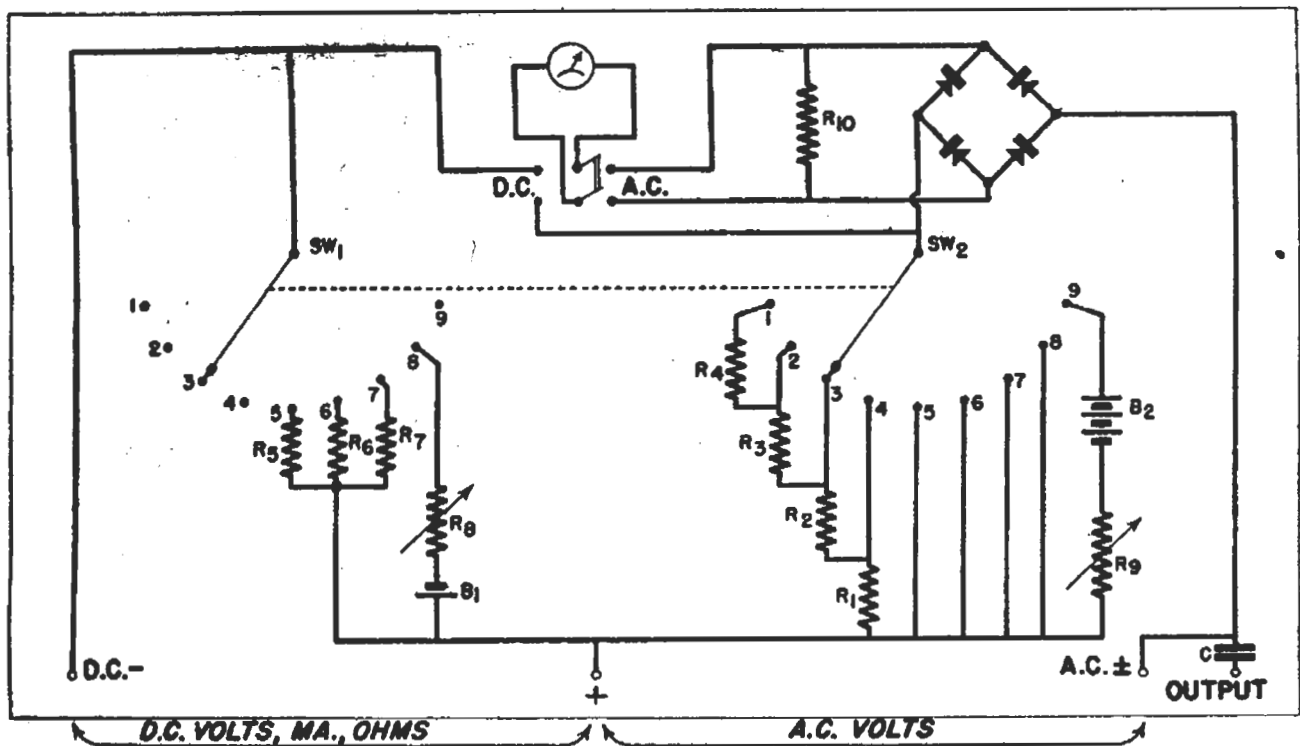 R10
D.C.
A.C.
SW1
SW2
1
2
3
4
5
6
7
8
9
R5
R6
R7
R8
B1
1
2
3
4
5
6
7
8
9
R4
R3
R2
R1
B2
R9
D.C.-
+
A.C. ±
C
OUTPUT
D.C. VOLTS, MA., OHMS
A.C. VOLTS